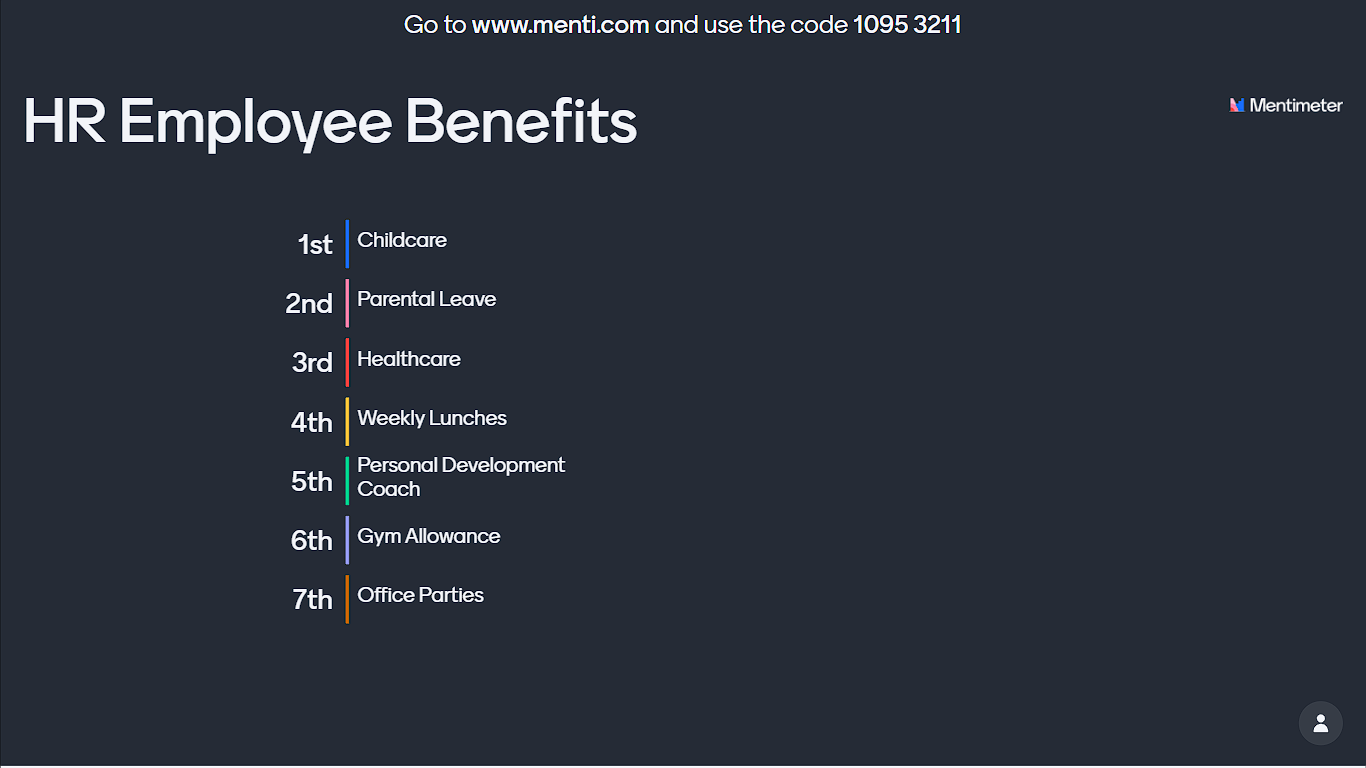 Go to www.menti.com and use the code 1095 3211
HR Employee Benefits
Mentimeter
1st Childcare
2nd Parental Leave
3rd Healthcare
4th Weekly Lunches
5th Personal Development
Coach
6th Gym Allowance
7th Office Parties